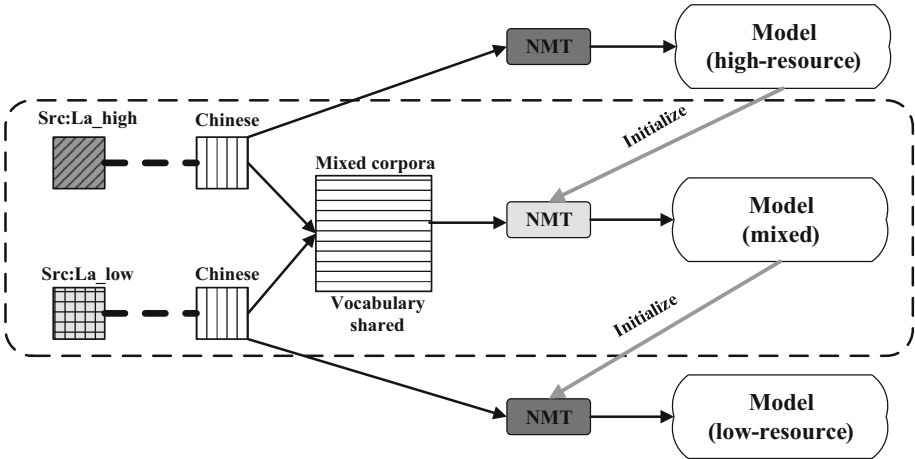 NMT
Model
(high-resource)
Initialize
Src:La_high
Chinese
Mixed corpora
Vocabulary
shared
NMT
Model
(mixed)
Src:La_low
Chinese
Initialize
NMT
Model
(low-resource)